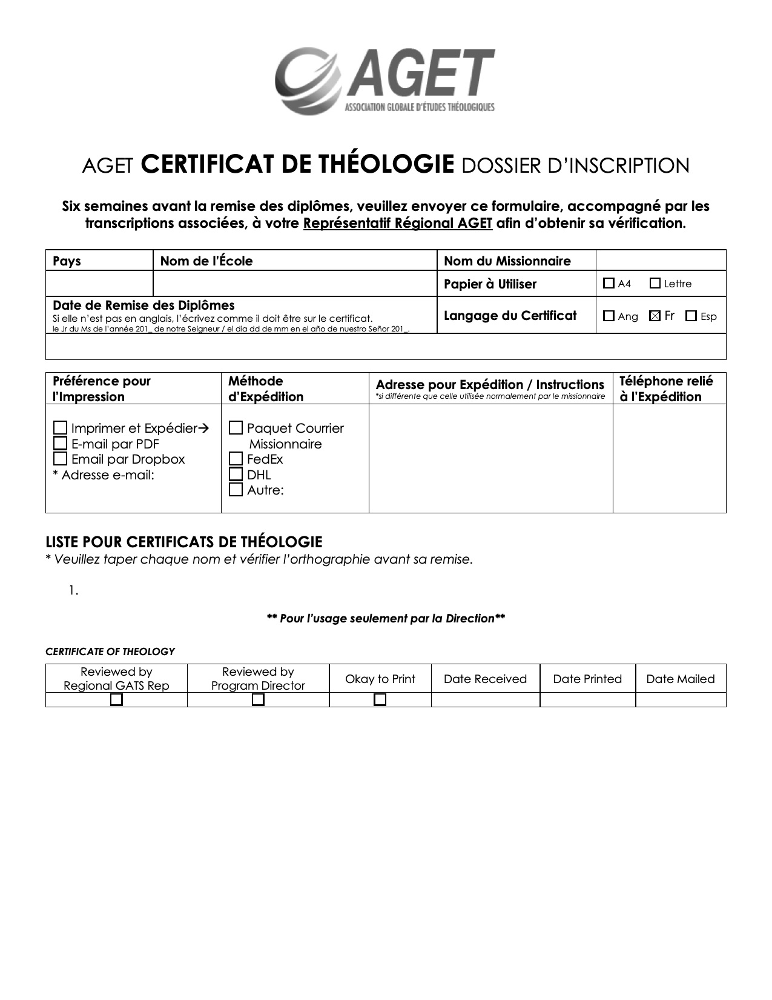 AGET
ASSOCIATION GLOBALE D'ÉTUDES THÉOLOGIQUES
AGET CERTIFICAT DE THÉOLOGIE DOSSIER D'INSCRIPTION
Six semaines avant la remise des diplômes, veuillez envoyer ce formulaire, accompagné par les
transcriptions associées, à votre Représentatif Régional AGET afin d'obtenir sa vérification.
Pays
Nom de l'École
Nom du Missionnaire
Papier à Utiliser
☐ A4 ☐ Lettre
Date de Remise des Diplômes
Si elle n'est pas en anglais, l'écrivez comme il doit être sur le certificat.
le Jr du Ms de l'année 201_ de notre Seigneur / el dia dd de mm en el año de nuestro Señor 201_.
Langage du Certificat
☐ Ang ☒ Fr ☐ Esp
Préférence pour
l'Impression
Méthode
d'Expédition
Adresse pour Expédition / Instructions
*si différente que celle utilisée normalement par le missionnaire
Téléphone relié
à l'Expédition
☐ Imprimer et Expédier→
☐ E-mail par PDF
☐ Email par Dropbox
* Adresse e-mail:
☐ Paquet Courrier
Missionnaire
☐ FedEx
☐ DHL
☐ Autre:
LISTE POUR CERTIFICATS DE THÉOLOGIE
* Veuillez taper chaque nom et vérifier l'orthographie avant sa remise.
1.
** Pour l'usage seulement par la Direction**
CERTIFICATE OF THEOLOGY
Reviewed by
Regional GATS Rep
Reviewed by
Program Director
Okay to Print
Date Received
Date Printed
Date Mailed
☐ ☐ ☐